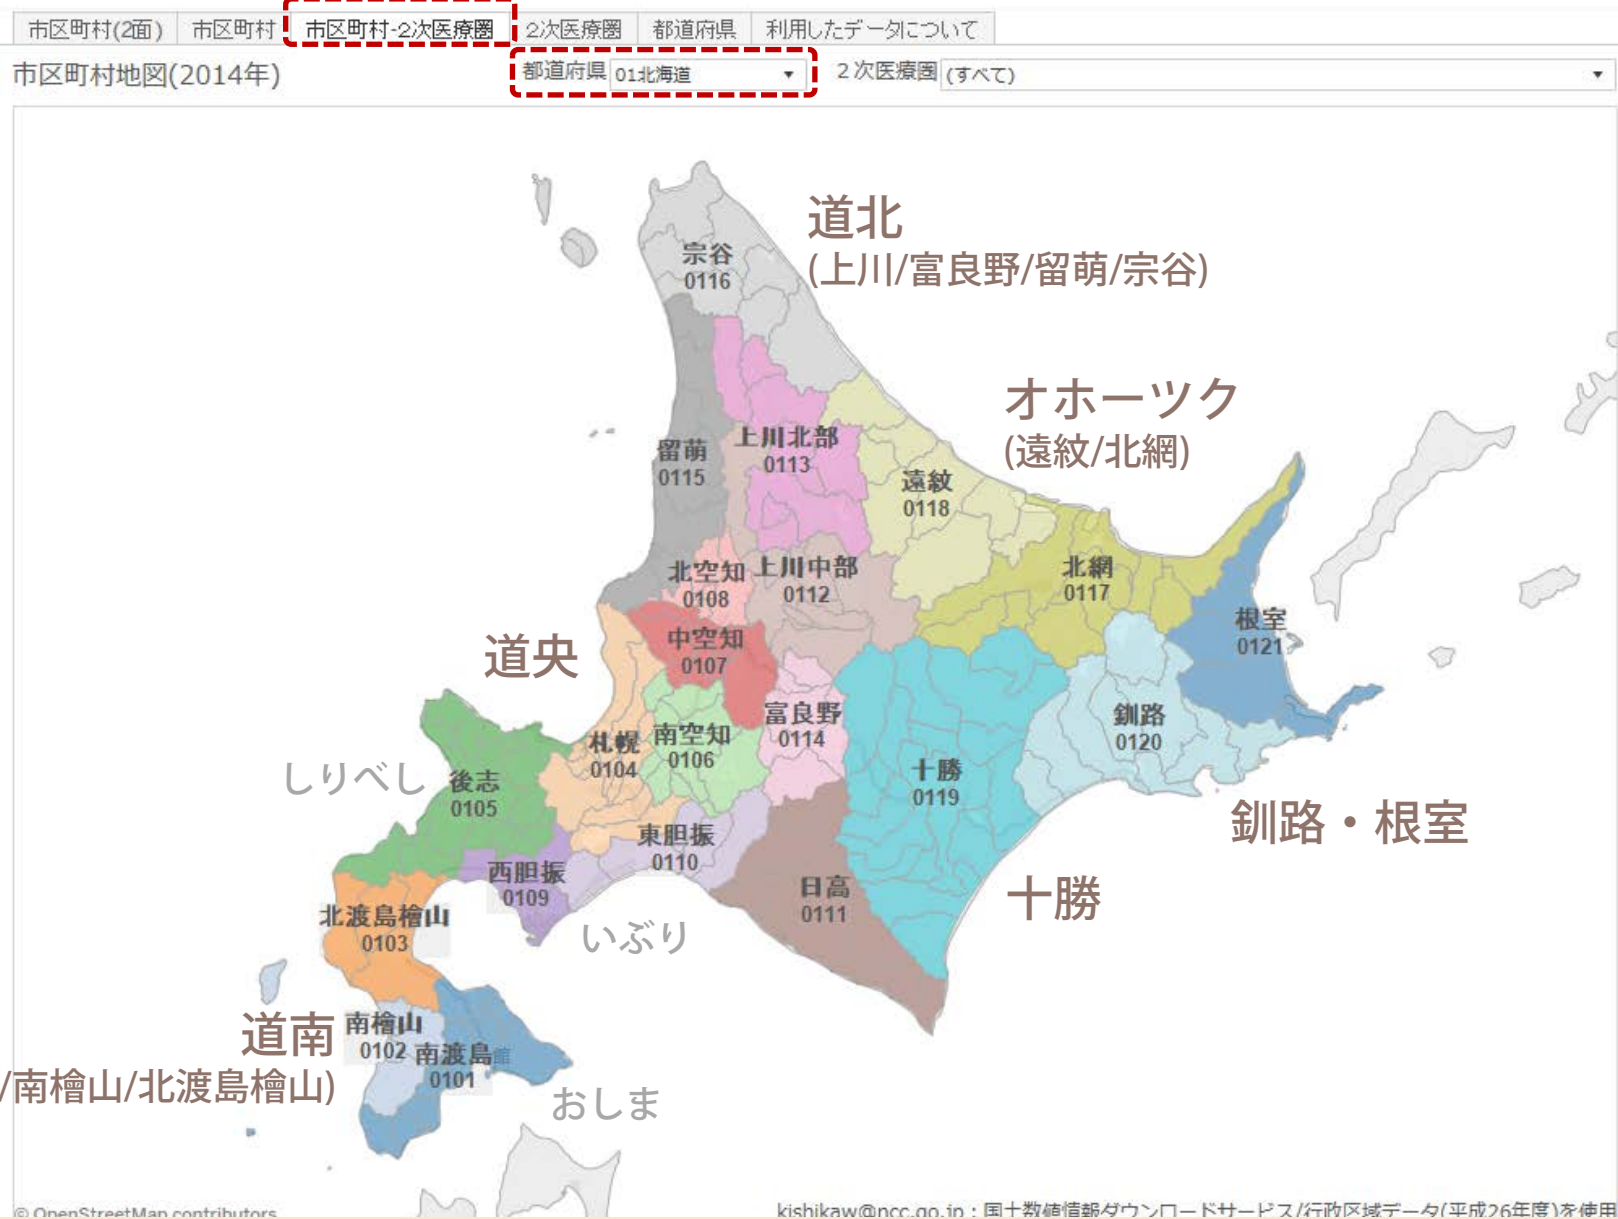 市区町村(2面) 市区町村 市区町村-2次医療圏 2次医療圏 都道府県 利用したデータについて
市区町村地図(2014年) 都道府県 01北海道 2次医療圏 (すべて)
道北
(上川/富良野/留萌/宗谷)
宗谷
0116
オホーツク
(遠紋/北網)
上川北部
0113
留萌
0115
遠紋
0118
北空知
0108
上川中部
0112
北網
0117
根室
0121
道央
中空知
0107
富良野
0114
釧路
0120
南空知
0106
札幌
0104
しりべし
後志
0105
十勝
0119
釧路・根室
東胆振
0110
西胆振
0109
日高
0111
十勝
北渡島檜山
0103
いぶり
道南
/南檜山/北渡島檜山)
南檜山
0102
南渡島
0101
館
おしま
© OpenStreetMap contributors
kishikaw@ncc.go.jp：国土数値情報ダウンロードサービス/行政区域データ(平成26年度)を使用